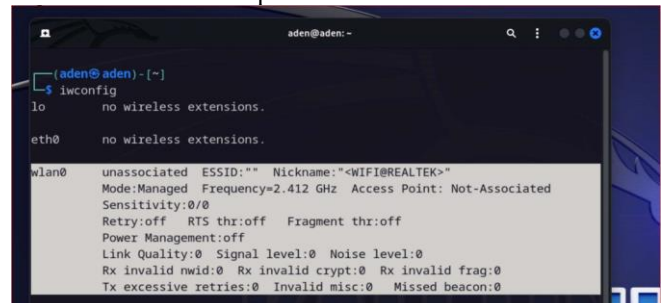 aden@aden: ~
(aden㉿aden)-[~]
$ iwconfig
lo no wireless extensions.
eth0 no wireless extensions.
wlan0 unassociated ESSID:"" Nickname:"<WIFI@REALTEK>"
Mode:Managed Frequency=2.412 GHz Access Point: Not-Associated
Sensitivity:0/0
Retry:off RTS thr:off Fragment thr:off
Power Management:off
Link Quality:0 Signal level:0 Noise level:0
Rx invalid nwid:0 Rx invalid crypt:0 Rx invalid frag:0
Tx excessive retries:0 Invalid misc:0 Missed beacon:0